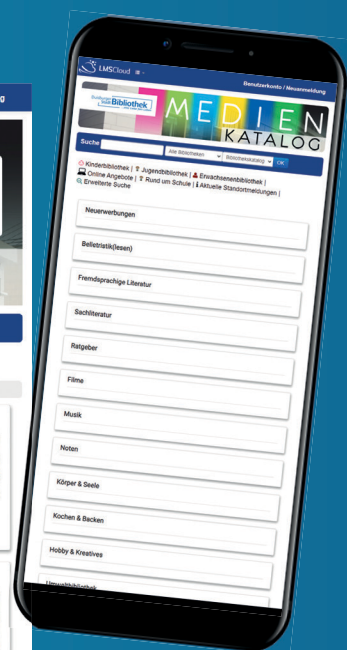 LMSCloud
Benutzerkonto / Neuanmeldung
Bibliothek
MEDIEN
KATALOG
Suche
Alle Bibliotheken
Bibliothekskatalog
OK
Kinderbibliothek | Jugendbibliothek | Erwachsenenbibliothek |
Online Angebote | Rund um Schule | Aktuelle Standortmeldungen |
Erweiterte Suche
Neuerwerbungen
Belletristik(lesen)
Fremdsprachige Literatur
Sachliteratur
Ratgeber
Filme
Musik
Noten
Körper & Seele
Kochen & Backen
Hobby & Kreatives
Umweltbibliothek